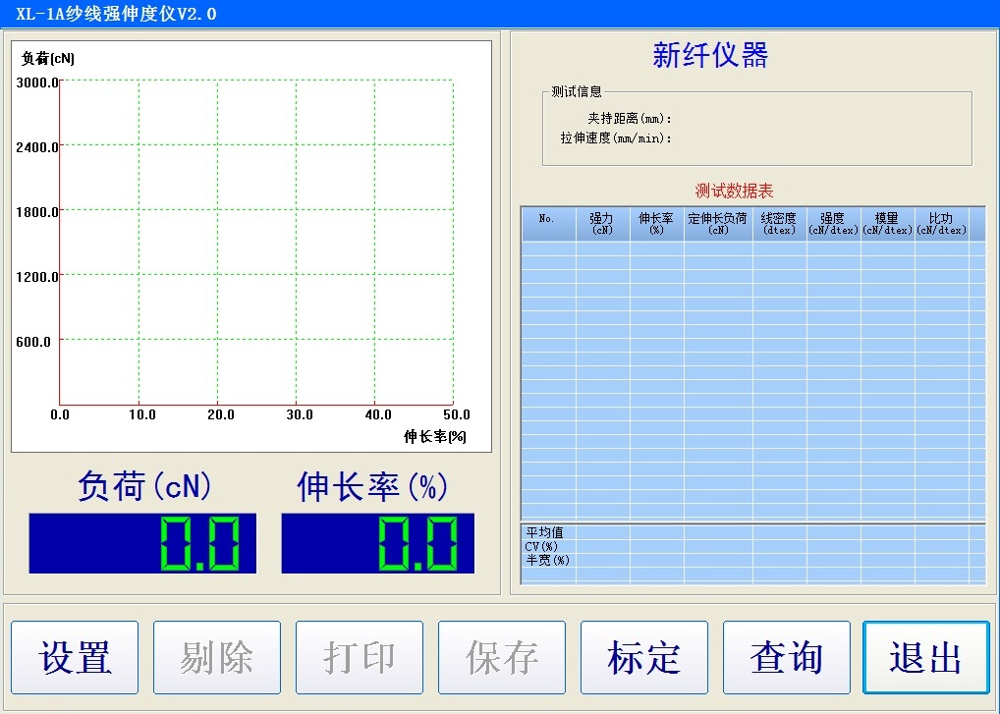 XL-1A纱线强伸度仪V2.0
负荷(cN)
3000.0
2400.0
1800.0
1200.0
600.0
0.0 10.0 20.0 30.0 40.0 50.0
伸长率(%)
负荷(cN) 伸长率(%)
0.0 0.0
新纤仪器
测试信息
夹持距离(mm):
拉伸速度(mm/min):
测试数据表
No. 强力 伸长率 定伸长负荷 线密度 强度 模量 比功
(cN) (%) (cN) (dtex) (cN/dtex) (cN/dtex) (cN/dtex)
平均值
CV(%)
半宽(%)
设置 剔除 打印 保存 标定 查询 退出